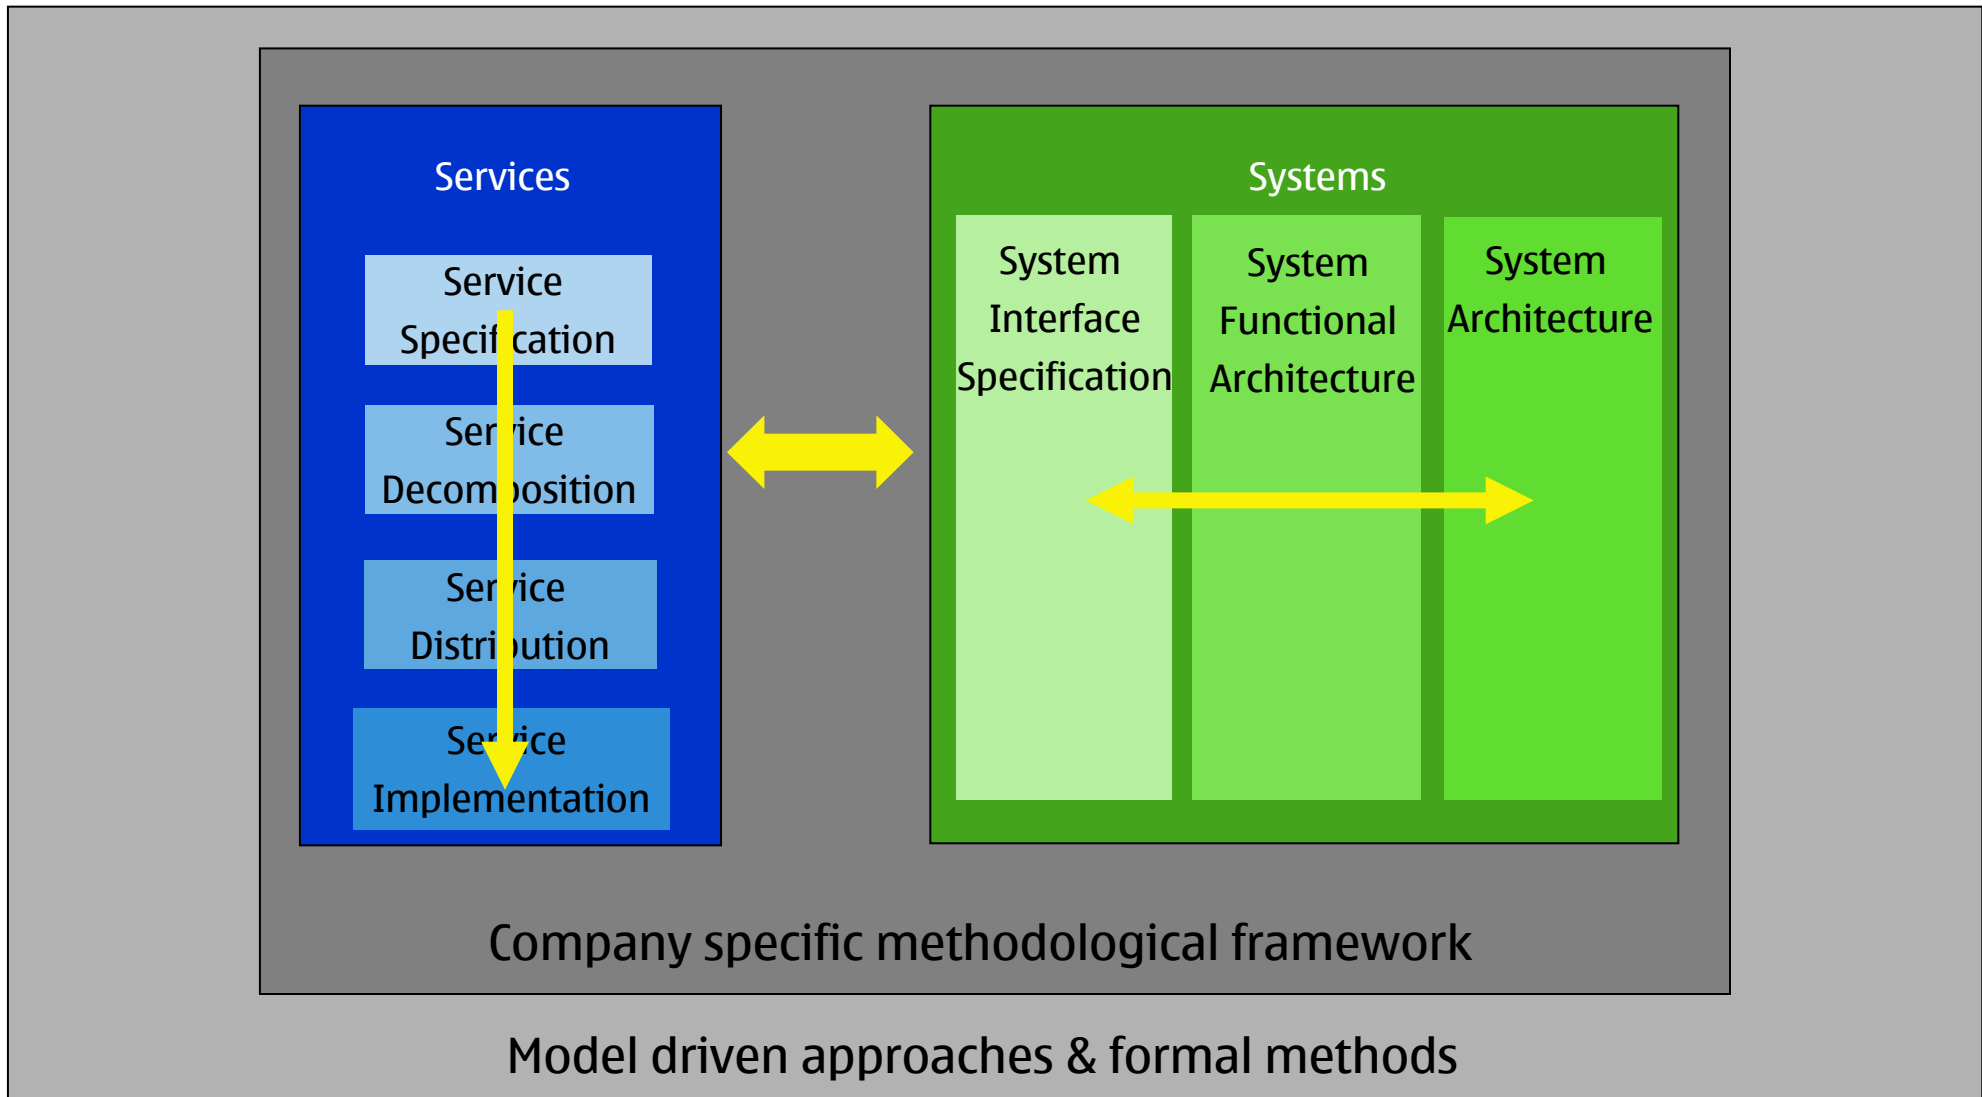 Services
Service
Specification
Service
Decomposition
Service
Distribution
Service
Implementation
Systems
System
Interface
Specification
System
Functional
Architecture
System
Architecture
Company specific methodological framework
Model driven approaches & formal methods